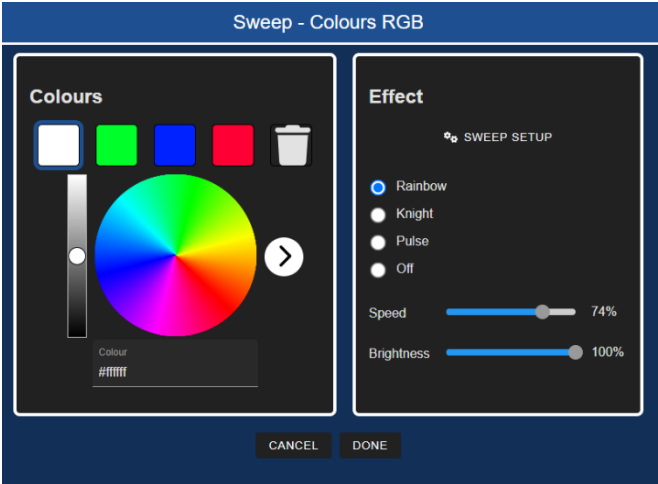 Sweep - Colours RGB
Colours
Colour
#ffffff
Effect
SWEEP SETUP
Rainbow
Knight
Pulse
Off
Speed 74%
Brightness 100%
CANCEL DONE